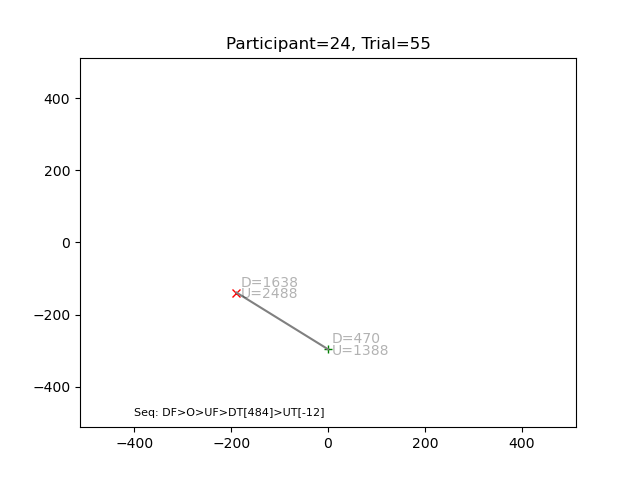 Participant=24, Trial=55
400
200
0
−200
−400
D=1638
U=2488
D=470
U=1388
Seq: DF>O>UF>DT[484]>UT[-12]
−400
−200
0
200
400